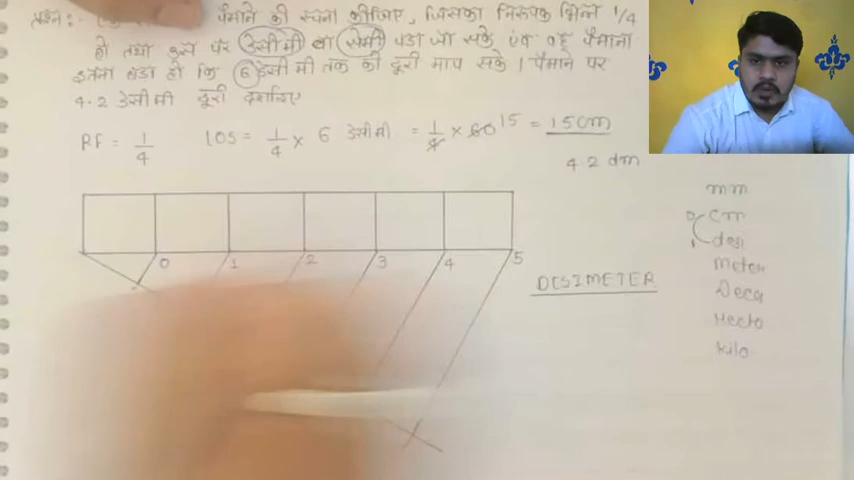 प्रश्न :- पैमाने की रचना कीजिए, जिसका निरूपक भिन्न 1/4
हो तथा इस पर डेसीमी वा सेमी पढ़ा जा सके एवं वह पैमाना
इतना बड़ा हो कि 6 डेसीमी तक की दूरी माप सके। पैमाने पर
4.2 डेसीमी दूरी दर्शाइए
RF = 1/4 LOS = 1/4 × 6 डेसीमी = 1/4 × 60 15 = 15cm
4.2 dm
mm
cm
desi
meter
Deca
Hecto
kilo
0 1 2 3 4 5
DESIMETER